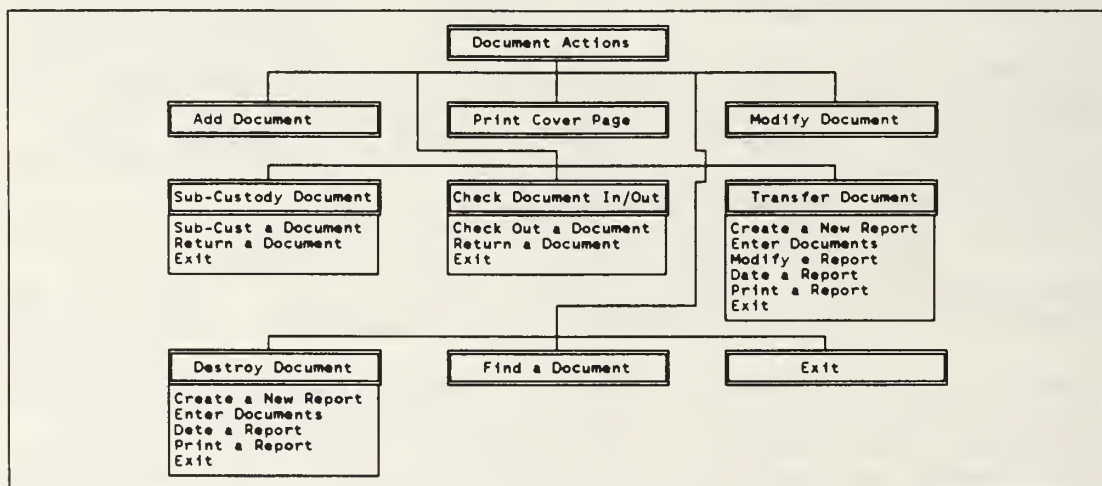 Document Actions
Add Document
Print Cover Page
Modify Document
Sub-Custody Document
Sub-Cust a Document
Return a Document
Exit
Check Document In/Out
Check Out a Document
Return a Document
Exit
Transfer Document
Create a New Report
Enter Documents
Modify e Report
Date a Report
Print a Report
Exit
Destroy Document
Create a New Report
Enter Documents
Date a Report
Print a Report
Exit
Find a Document
Exit